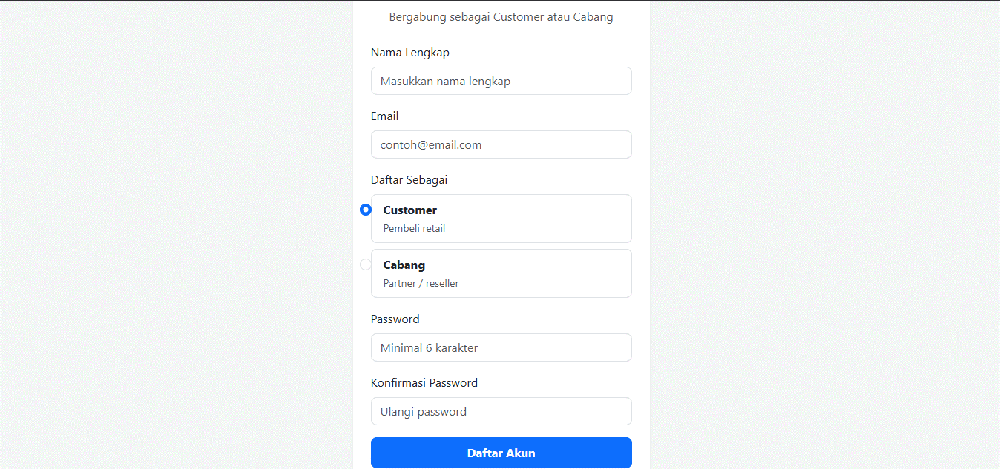 Bergabung sebagai Customer atau Cabang
Nama Lengkap
Masukkan nama lengkap
Email
contoh@email.com
Daftar Sebagai
Customer
Pembeli retail
Cabang
Partner / reseller
Password
Minimal 6 karakter
Konfirmasi Password
Ulangi password
Daftar Akun